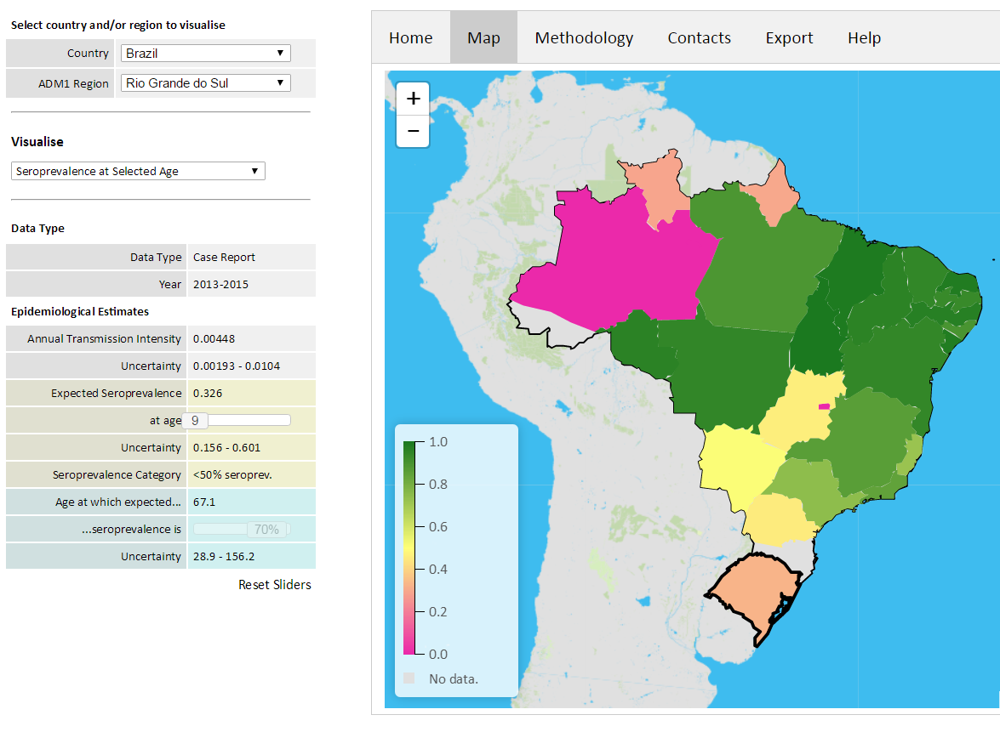 Select country and/or region to visualise
Country Brazil ▼
ADM1 Region Rio Grande do Sul ▼
Visualise
Seroprevalence at Selected Age ▼
Data Type
Data Type Case Report
Year 2013-2015
Epidemiological Estimates
Annual Transmission Intensity 0.00448
Uncertainty 0.00193 - 0.0104
Expected Seroprevalence 0.326
at age 9
Uncertainty 0.156 - 0.601
Seroprevalence Category <50% seroprev.
Age at which expected... 67.1
...seroprevalence is 70%
Uncertainty 28.9 - 156.2
Reset Sliders
Home Map Methodology Contacts Export Help
+
−
1.0
0.8
0.6
0.4
0.2
0.0
No data.